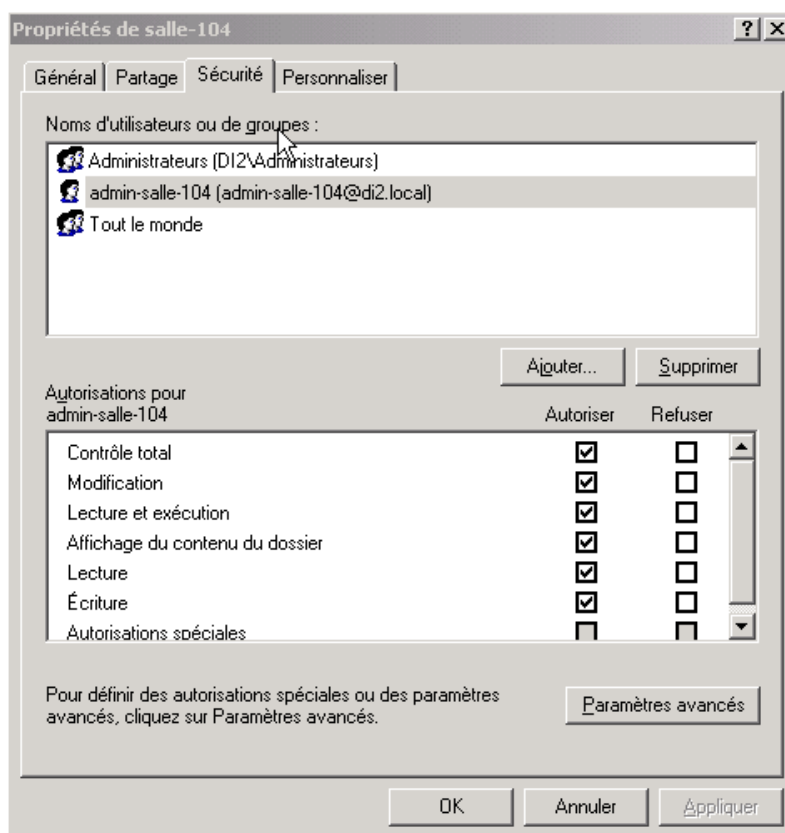 Propriétés de salle-104
? X
Général Partage Sécurité Personnaliser
Noms d'utilisateurs ou de groupes :
Administrateurs (DI2\Administrateurs)
admin-salle-104 (admin-salle-104@di2.local)
Tout le monde
Ajouter... Supprimer
Autorisations pour
admin-salle-104 Autoriser Refuser
Contrôle total
Modification
Lecture et exécution
Affichage du contenu du dossier
Lecture
Écriture
Autorisations spéciales
Pour définir des autorisations spéciales ou des paramètres
avancés, cliquez sur Paramètres avancés.
Paramètres avancés
OK Annuler Appliquer